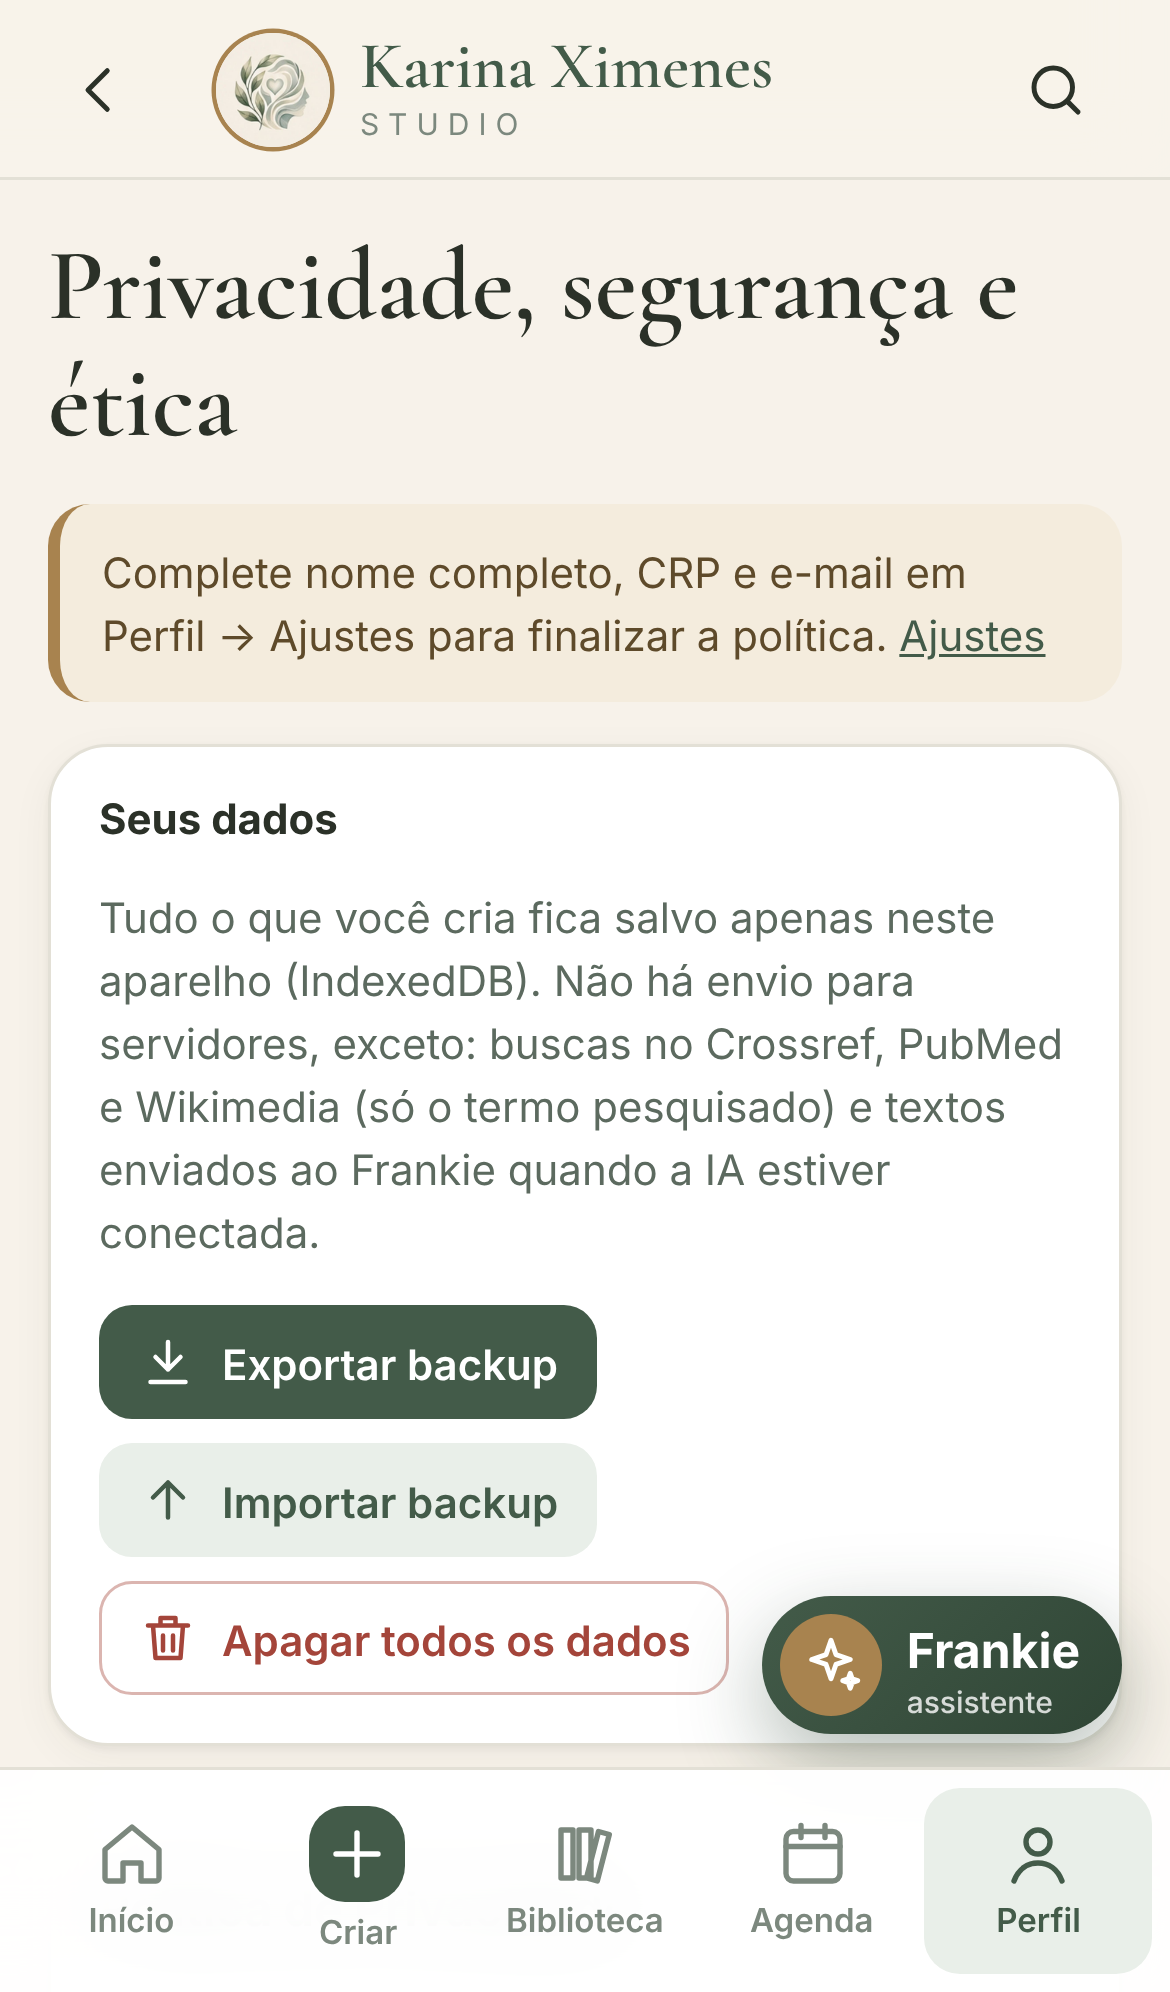 Karina Ximenes
STUDIO
Privacidade, segurança e
ética
Complete nome completo, CRP e e-mail em
Perfil → Ajustes para finalizar a política. Ajustes
Seus dados
Tudo o que você cria fica salvo apenas neste
aparelho (IndexedDB). Não há envio para
servidores, exceto: buscas no Crossref, PubMed
e Wikimedia (só o termo pesquisado) e textos
enviados ao Frankie quando a IA estiver
conectada.
Exportar backup
Importar backup
Apagar todos os dados
Frankie
assistente
Início
Criar
Biblioteca
Agenda
Perfil